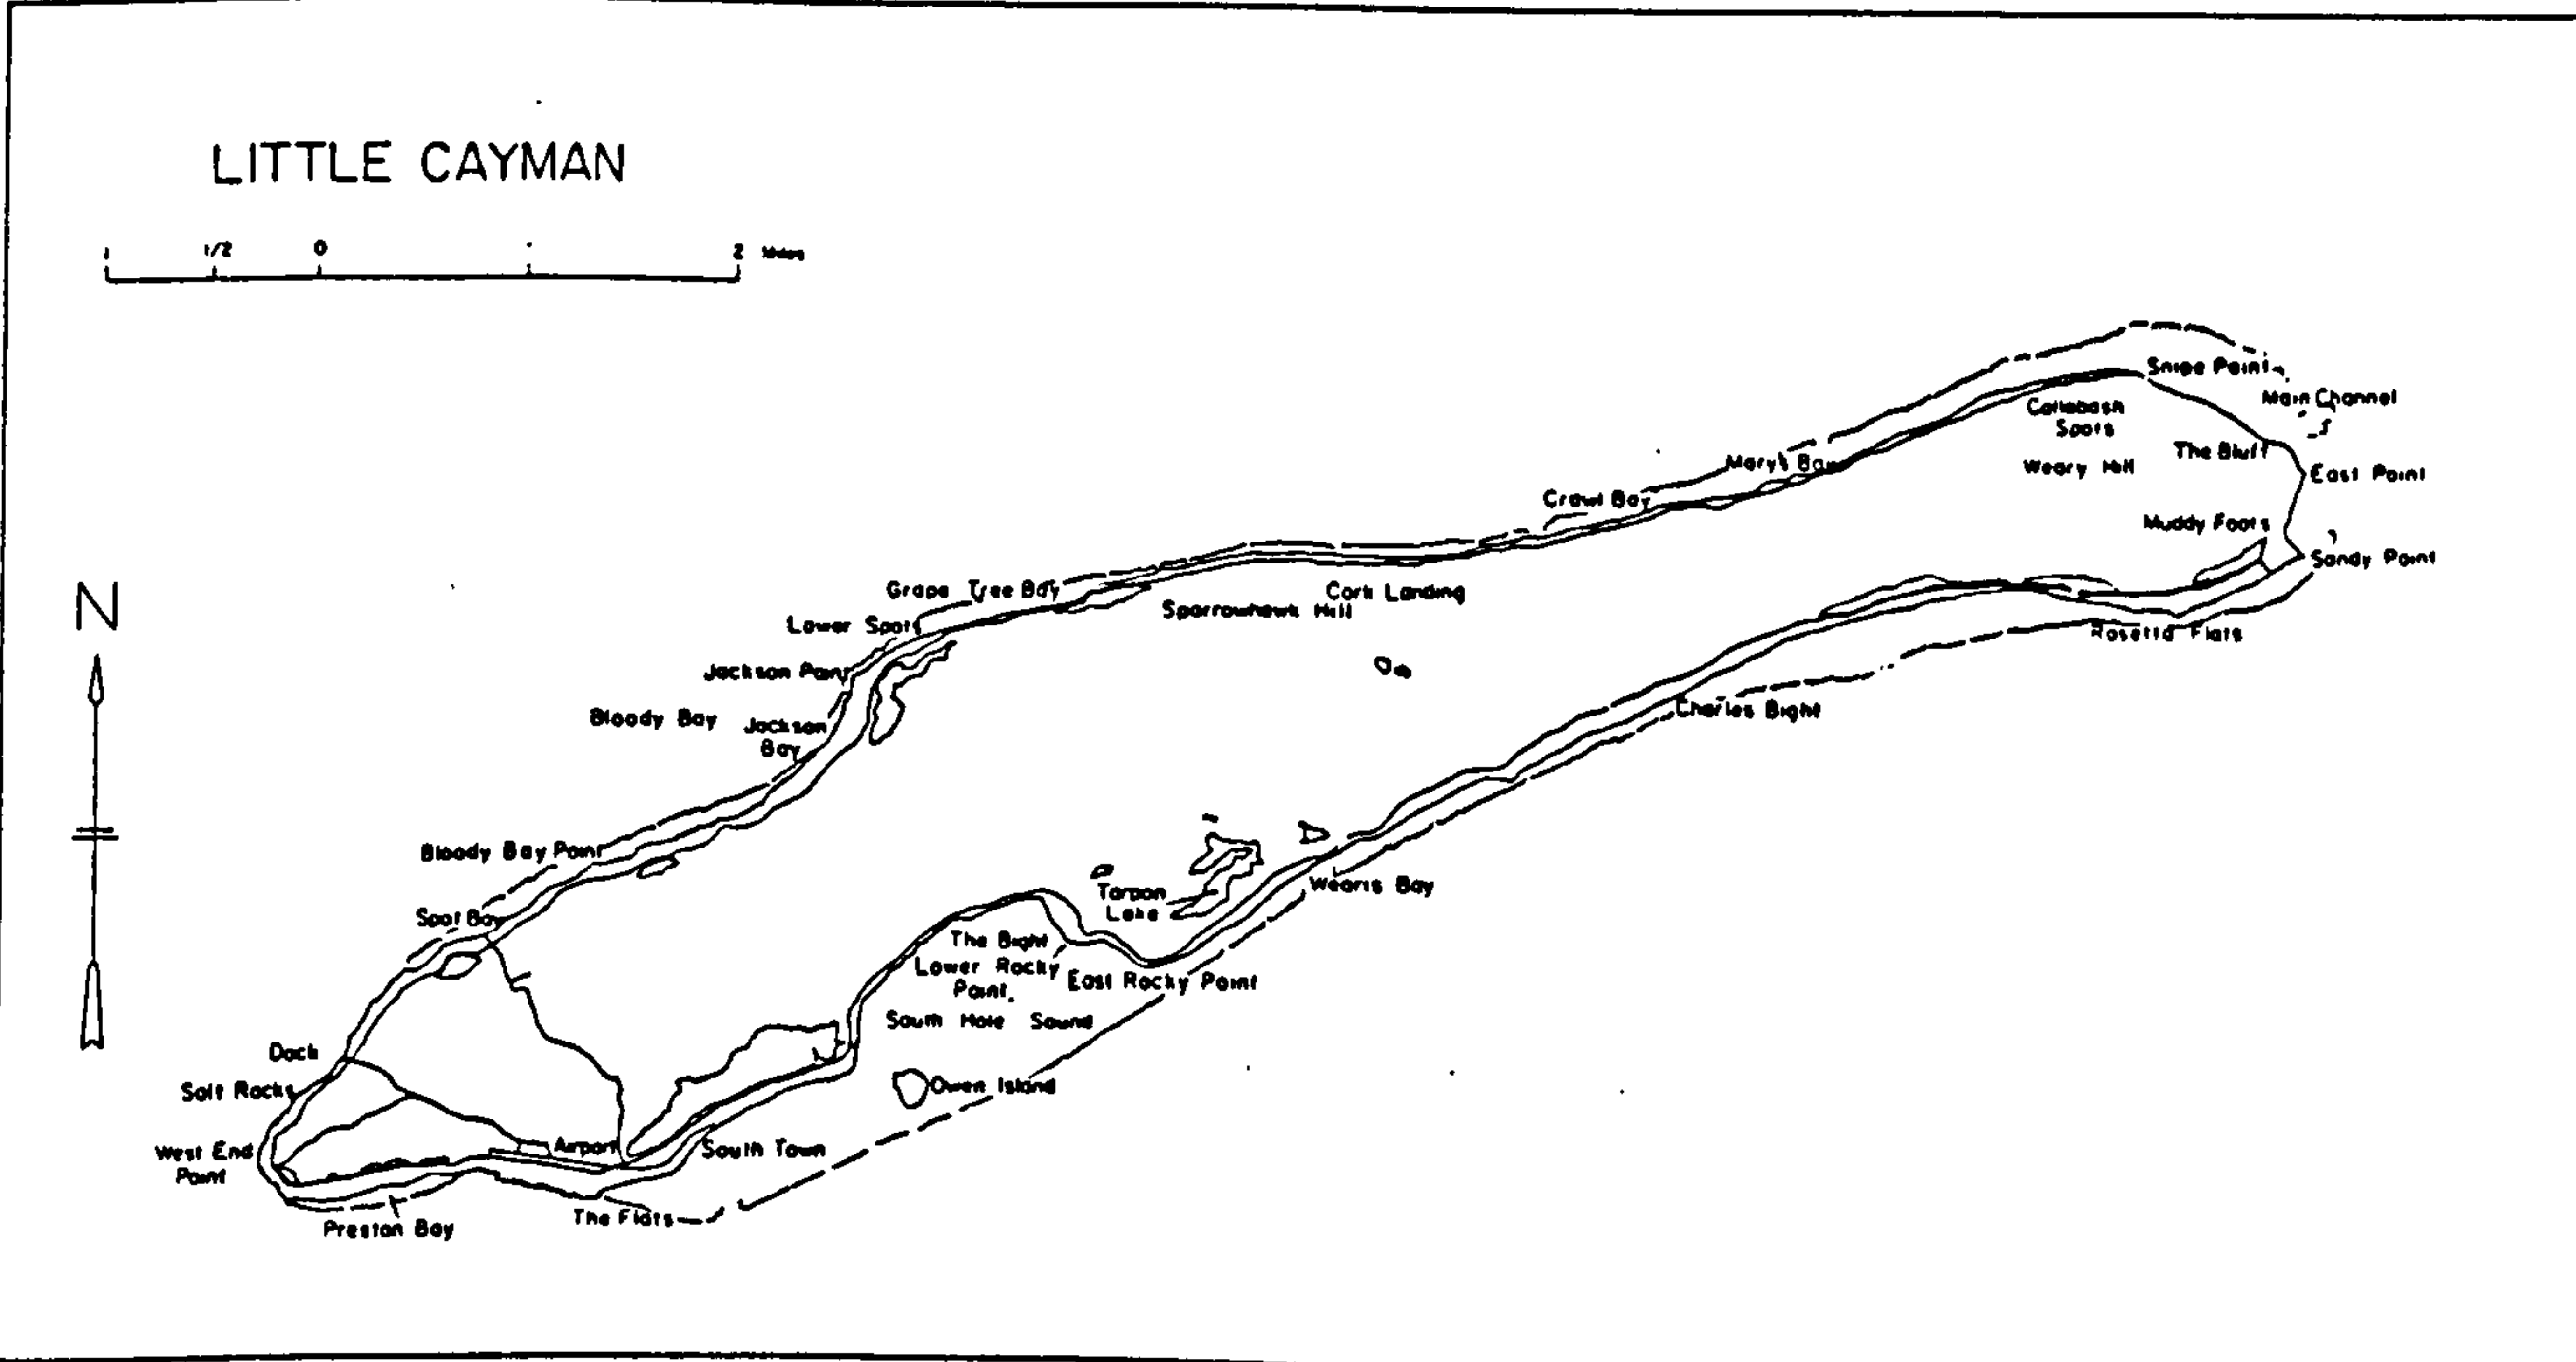 LITTLE CAYMAN
1 1/2 0 2 Miles
Snipe Point
Main Channel
Callabash
Spots
The Bluff
Weary Hill
East Point
Mary's Bay
Crawl Bay
Muddy Foots
Sandy Point
Grape Tree Bay
Cork Landing
Sparrowhawk Hill
Lower Spots
Rosetta Flats
N
Jackson Point
Bloody Bay
Jackson
Bay
Charles Bight
Bloody Bay Point
Tarpon
Lake
Wearis Bay
Spot Bay
The Bight
Lower Rocky
Point
East Rocky Point
South Hole Sound
Dock
Salt Rocks
Owen Island
West End
Point
Airport
South Town
Preston Bay
The Flats